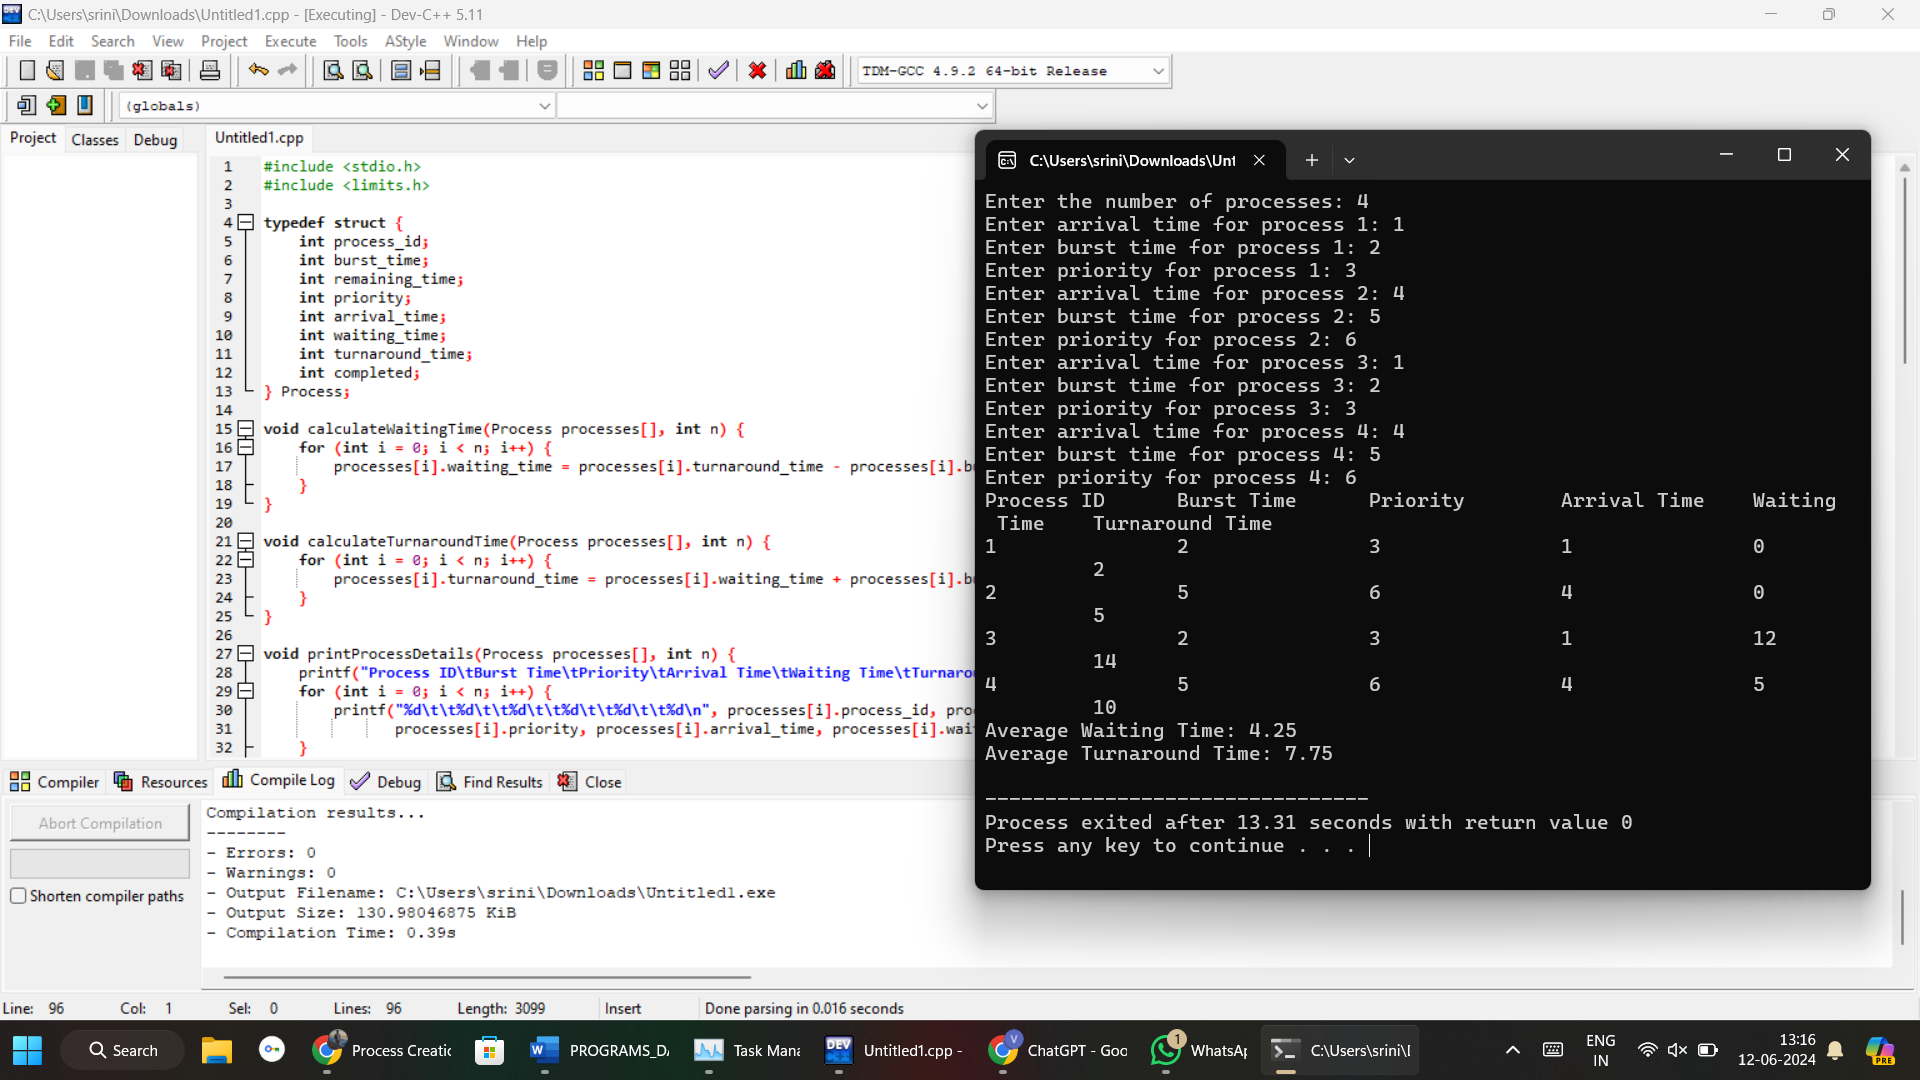 C:\Users\srini\Downloads\Untitled1.cpp - [Executing] - Dev-C++ 5.11
File Edit Search View Project Execute Tools AStyle Window Help
TDM-GCC 4.9.2 64-bit Release
(globals)
Project Classes Debug
Untitled1.cpp
1 #include <stdio.h>
2 #include <limits.h>
3
4 typedef struct {
5 int process_id;
6 int burst_time;
7 int remaining_time;
8 int priority;
9 int arrival_time;
10 int waiting_time;
11 int turnaround_time;
12 int completed;
13 } Process;
14
15 void calculateWaitingTime(Process processes[], int n) {
16 for (int i = 0; i < n; i++) {
17 processes[i].waiting_time = processes[i].turnaround_time - processes[i].bu
18 }
19 }
20
21 void calculateTurnaroundTime(Process processes[], int n) {
22 for (int i = 0; i < n; i++) {
23 processes[i].turnaround_time = processes[i].waiting_time + processes[i].bu
24 }
25 }
26
27 void printProcessDetails(Process processes[], int n) {
28 printf("Process ID\tBurst Time\tPriority\tArrival Time\tWaiting Time\tTurnarou
29 for (int i = 0; i < n; i++) {
30 printf("%d\t\t%d\t\t%d\t\t%d\t\t%d\t\t%d\n", processes[i].process_id, pro
31 processes[i].priority, processes[i].arrival_time, processes[i].wai
32 }
C:\Users\srini\Downloads\Unt
Enter the number of processes: 4
Enter arrival time for process 1: 1
Enter burst time for process 1: 2
Enter priority for process 1: 3
Enter arrival time for process 2: 4
Enter burst time for process 2: 5
Enter priority for process 2: 6
Enter arrival time for process 3: 1
Enter burst time for process 3: 2
Enter priority for process 3: 3
Enter arrival time for process 4: 4
Enter burst time for process 4: 5
Enter priority for process 4: 6
Process ID Burst Time Priority Arrival Time Waiting
Time Turnaround Time
1 2 3 1 0
2
2 5 6 4 0
5
3 2 3 1 12
14
4 5 6 4 5
10
Average Waiting Time: 4.25
Average Turnaround Time: 7.75
--------------------------------
Process exited after 13.31 seconds with return value 0
Press any key to continue . . .
Compiler Resources Compile Log Debug Find Results Close
Abort Compilation
Shorten compiler paths
Compilation results...
--------
- Errors: 0
- Warnings: 0
- Output Filename: C:\Users\srini\Downloads\Untitled1.exe
- Output Size: 130.98046875 KiB
- Compilation Time: 0.39s
Line: 96 Col: 1 Sel: 0 Lines: 96 Length: 3099 Insert Done parsing in 0.016 seconds
Search
Process Creatic
PROGRAMS_DA
Task Mana
Untitled1.cpp -
ChatGPT - Goo
WhatsAp
C:\Users\srini\D
ENG
IN
13:16
12-06-2024